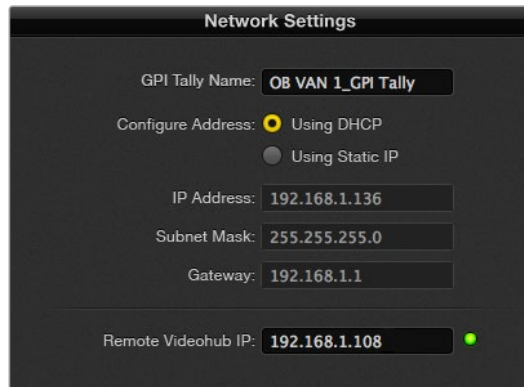 Network Settings
GPI Tally Name: OB VAN 1_GPI Tally
Configure Address: Using DHCP
Using Static IP
IP Address: 192.168.1.136
Subnet Mask: 255.255.255.0
Gateway: 192.168.1.1
Remote Videohub IP: 192.168.1.108